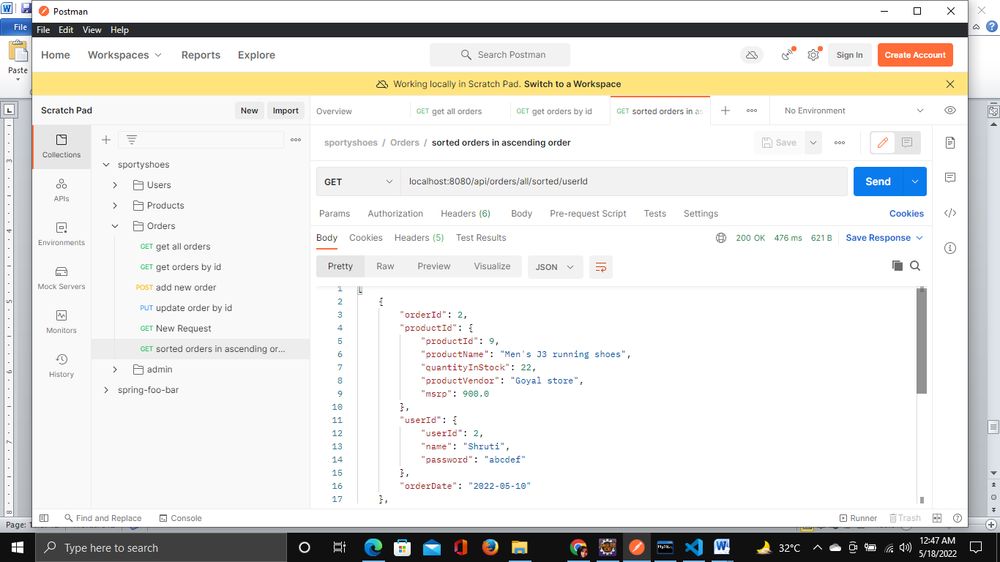 Postman
File Edit View Help
File
Paste
Home Workspaces Reports Explore
Search Postman
Sign In Create Account
Working locally in Scratch Pad. Switch to a Workspace
Scratch Pad New Import
Overview GET get all orders GET get orders by id GET sorted orders in as No Environment
Collections
APIs
Environments
Mock Servers
Monitors
History
sportyshoes
Users
Products
Orders
GET get all orders
GET get orders by id
POST add new order
PUT update order by id
GET New Request
GET sorted orders in ascending or...
admin
spring-foo-bar
sportyshoes / Orders / sorted orders in ascending order
Save
GET localhost:8080/api/orders/all/sorted/userId Send
Params Authorization Headers (6) Body Pre-request Script Tests Settings Cookies
Body Cookies Headers (5) Test Results 200 OK 476 ms 621 B Save Response
Pretty Raw Preview Visualize JSON
1 [
2 {
3 "orderId": 2,
4 "productId": {
5 "productId": 9,
6 "productName": "Men's J3 running shoes",
7 "quantityInStock": 22,
8 "productVendor": "Goyal store",
9 "msrp": 900.0
10 },
11 "userId": {
12 "userId": 2,
13 "name": "Shruti",
14 "password": "abcdef"
15 },
16 "orderDate": "2022-05-10"
17 },
Find and Replace Console Runner Trash
Page:
Type here to search
32°C
12:47 AM
5/18/2022